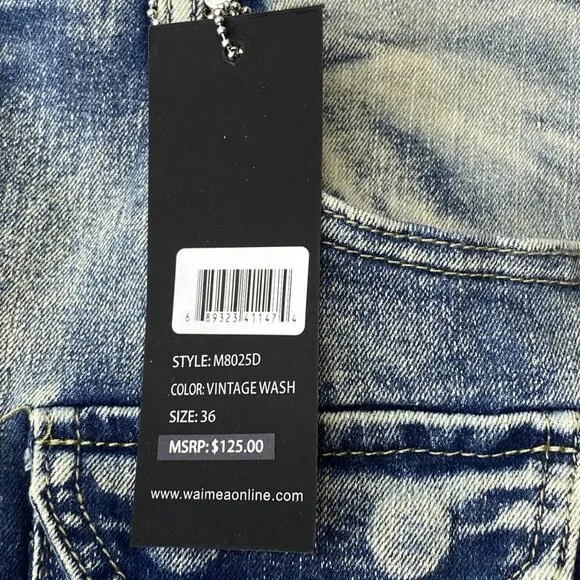 6 89323 41147 4
STYLE: M8025D
COLOR: VINTAGE WASH
SIZE: 36
MSRP: $125.00
www.waimeaonline.com